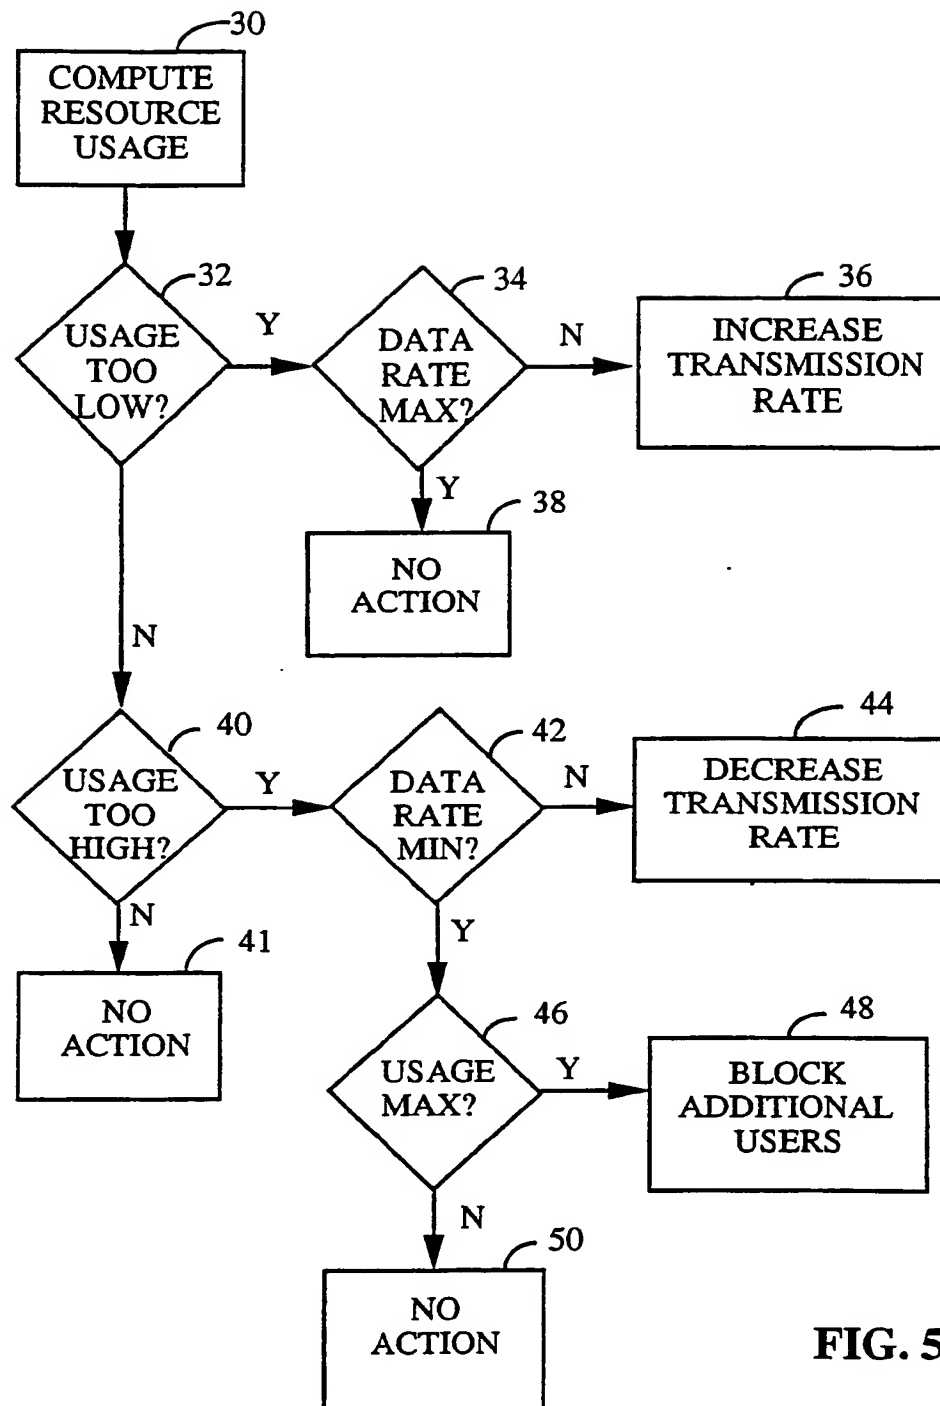 30
COMPUTE
RESOURCE
USAGE
32
USAGE
TOO
LOW?
Y
34
DATA
RATE
MAX?
N
36
INCREASE
TRANSMISSION
RATE
Y
38
NO
ACTION
N
40
USAGE
TOO
HIGH?
Y
42
DATA
RATE
MIN?
N
44
DECREASE
TRANSMISSION
RATE
N
41
NO
ACTION
Y
46
USAGE
MAX?
Y
48
BLOCK
ADDITIONAL
USERS
N
50
NO
ACTION
FIG. 5